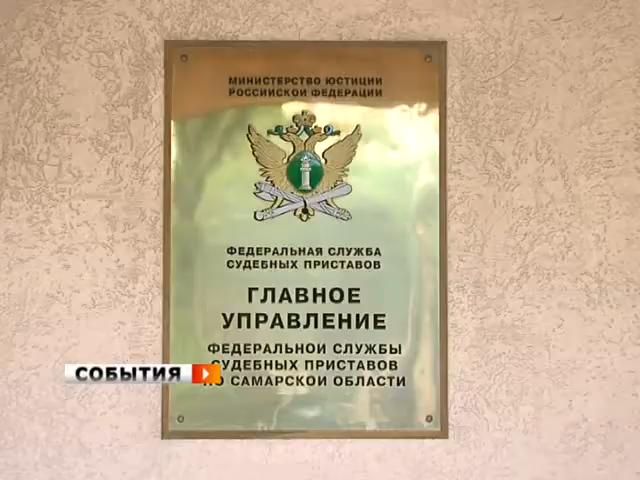 МИНИСТЕРСТВО ЮСТИЦИИ
РОССИЙСКОЙ ФЕДЕРАЦИИ
ФЕДЕРАЛЬНАЯ СЛУЖБА
СУДЕБНЫХ ПРИСТАВОВ
ГЛАВНОЕ
УПРАВЛЕНИЕ
ФЕДЕРАЛЬНОЙ СЛУЖБЫ
СУДЕБНЫХ ПРИСТАВОВ
ПО САМАРСКОЙ ОБЛАСТИ
СОБЫТИЯ